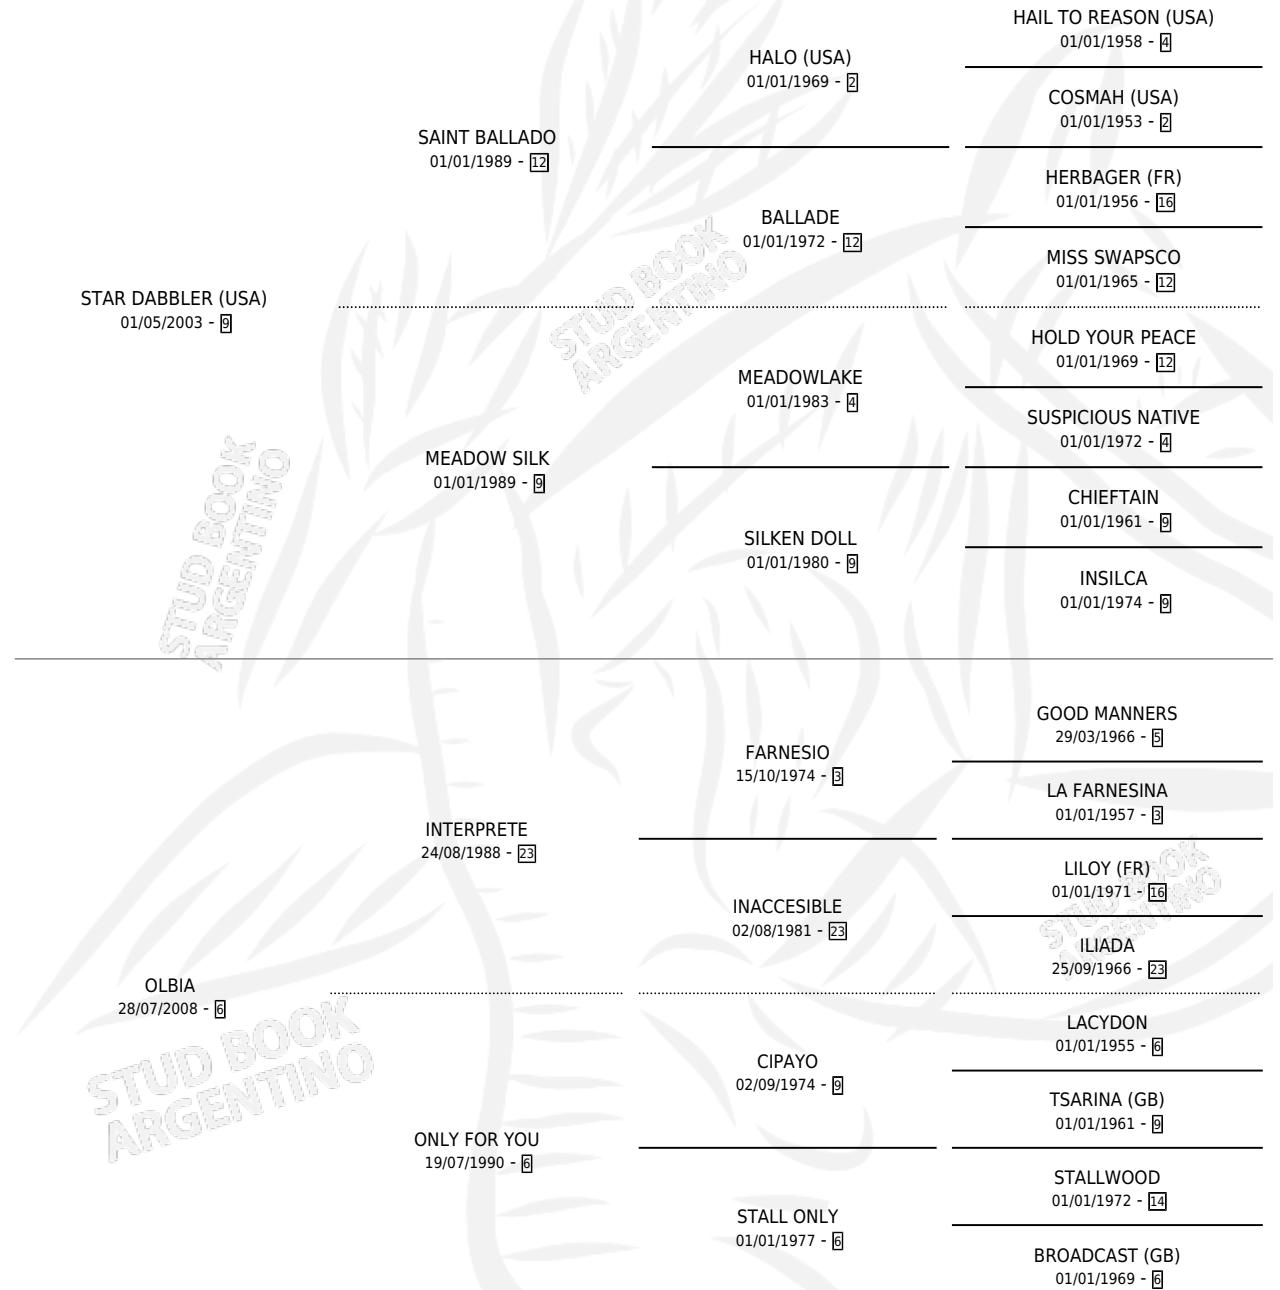 HAIL TO REASON (USA)
01/01/1958 - 4
HALO (USA)
01/01/1969 - 2
COSMAH (USA)
01/01/1953 - 2
SAINT BALLADO
01/01/1989 - 12
HERBAGER (FR)
01/01/1956 - 16
BALLADE
01/01/1972 - 12
MISS SWAPSCO
01/01/1965 - 12
STAR DABBLER (USA)
01/05/2003 - 9
STUD BOOK
ARGENTINO
HOLD YOUR PEACE
01/01/1969 - 12
MEADOWLAKE
01/01/1983 - 4
SUSPICIOUS NATIVE
01/01/1972 - 4
MEADOW SILK
01/01/1989 - 9
CHIEFTAIN
01/01/1961 - 9
SILKEN DOLL
01/01/1980 - 9
INSILCA
01/01/1974 - 9
STUD BOOK
ARGENTINO
GOOD MANNERS
29/03/1966 - 5
FARNESIO
15/10/1974 - 3
LA FARNESINA
01/01/1957 - 3
INTERPRETE
24/08/1988 - 23
LILOY (FR)
01/01/1971 - 16
INACCESIBLE
02/08/1981 - 23
ILIADA
25/09/1966 - 23
STUD BOOK
ARGENTINO
OLBIA
28/07/2008 - 6
LACYDON
01/01/1955 - 6
CIPAYO
02/09/1974 - 9
TSARINA (GB)
01/01/1961 - 9
STUD BOOK
ARGENTINO
ONLY FOR YOU
19/07/1990 - 6
STALLWOOD
01/01/1972 - 14
STALL ONLY
01/01/1977 - 6
BROADCAST (GB)
01/01/1969 - 6